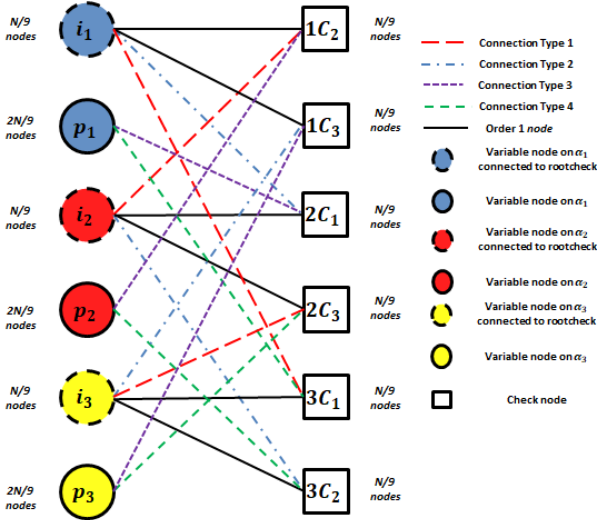 N/9
nodes
i1
1C2
N/9
nodes
2N/9
nodes
p1
1C3
N/9
nodes
N/9
nodes
i2
2C1
N/9
nodes
2N/9
nodes
p2
2C3
N/9
nodes
N/9
nodes
i3
3C1
N/9
nodes
2N/9
nodes
p3
3C2
N/9
nodes
Connection Type 1
Connection Type 2
Connection Type 3
Connection Type 4
Order 1 node
Variable node on α1
connected to rootcheck
Variable node on α1
Variable node on α2
connected to rootcheck
Variable node on α2
Variable node on α3
connected to rootcheck
Variable node on α3
Check node